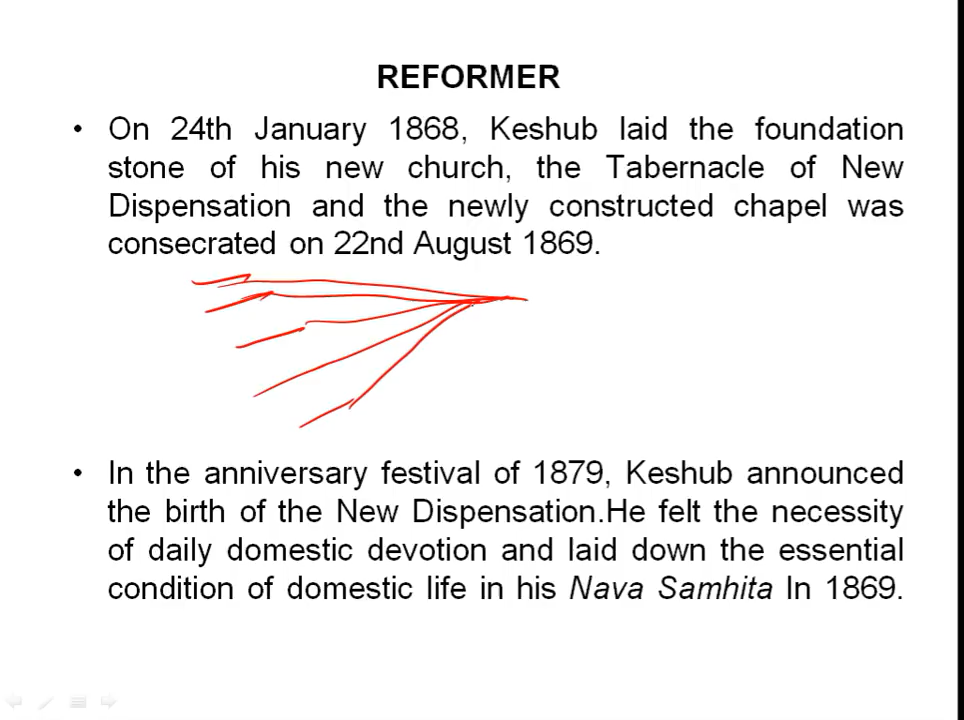 REFORMER
• On 24th January 1868, Keshub laid the foundation
stone of his new church, the Tabernacle of New
Dispensation and the newly constructed chapel was
consecrated on 22nd August 1869.
• In the anniversary festival of 1879, Keshub announced
the birth of the New Dispensation.He felt the necessity
of daily domestic devotion and laid down the essential
condition of domestic life in his Nava Samhita In 1869.